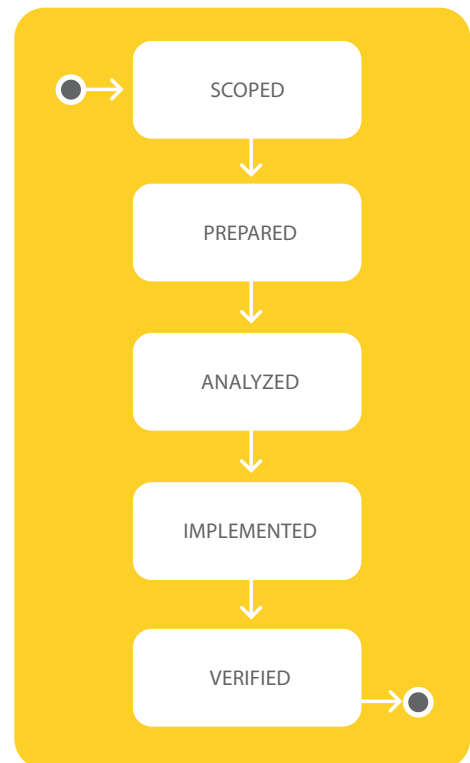 SCOPED
PREPARED
ANALYZED
IMPLEMENTED
VERIFIED